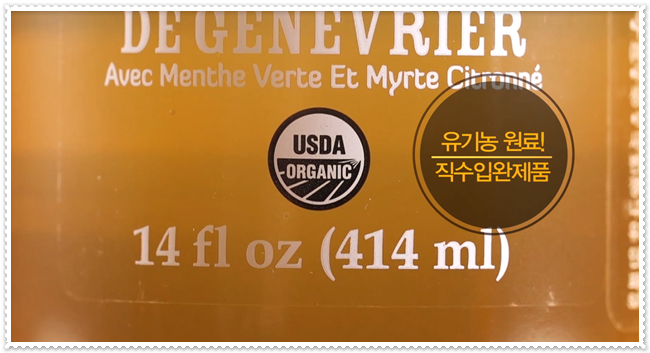 DE GENEVRIER
Avec Menthe Verte Et Myrte Citronné
USDA
ORGANIC
유기농 원료!
직수입완제품
14 fl oz (414 ml)